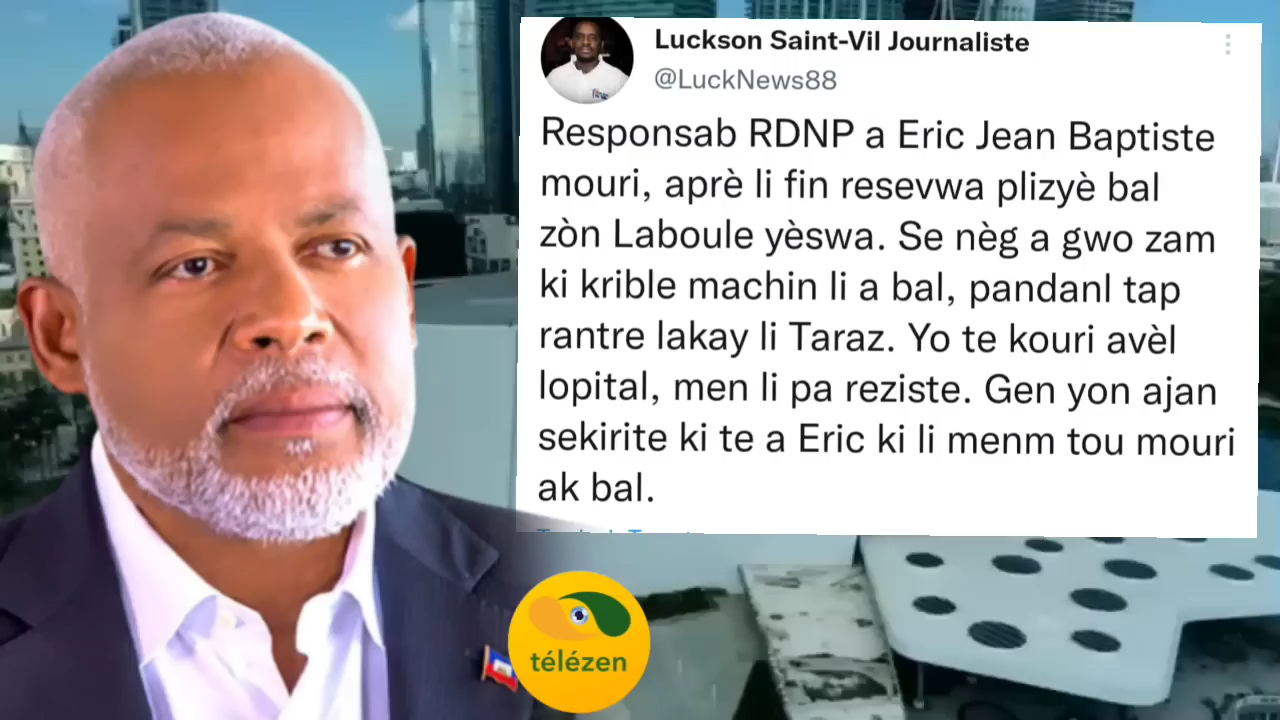 Luckson Saint-Vil Journaliste
@LuckNews88
Responsab RDNP a Eric Jean Baptiste
mouri, aprè li fin resevwa plizyè bal
zòn Laboule yèswa. Se nèg a gwo zam
ki krible machin li a bal, pandanl tap
rantre lakay li Taraz. Yo te kouri avèl
lopital, men li pa reziste. Gen yon ajan
sekirite ki te a Eric ki li menm tou mouri
ak bal.
télézen